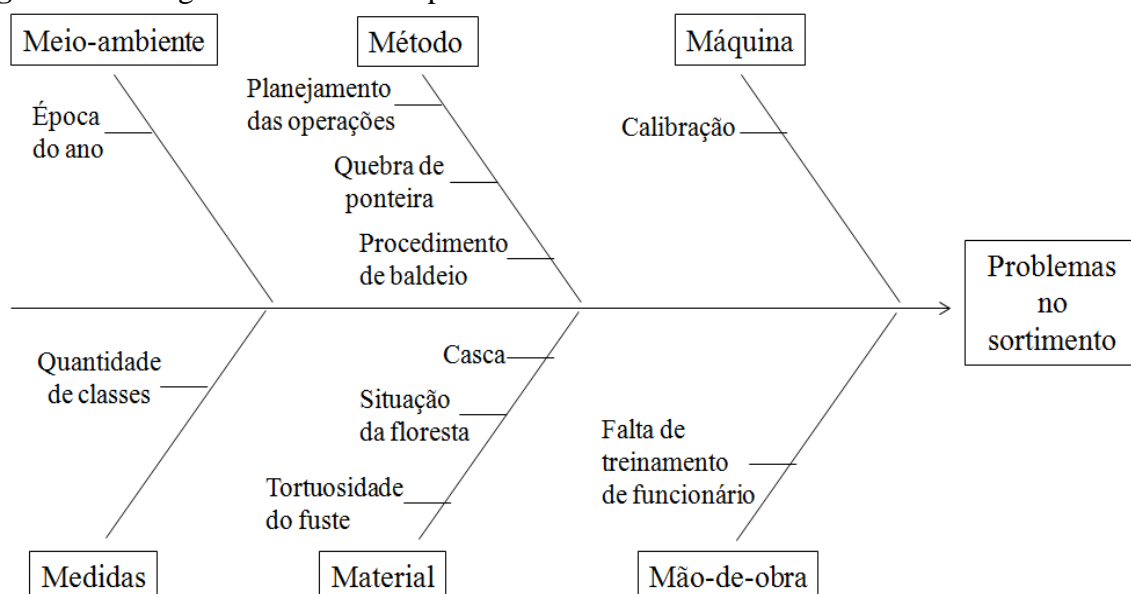 Meio-ambiente
Método
Máquina
Época
do ano
Planejamento
das operações
Quebra de
ponteira
Procedimento
de baldeio
Calibração
Problemas
no
sortimento
Quantidade
de classes
Casca
Situação
da floresta
Tortuosidade
do fuste
Falta de
treinamento
de funcionário
Medidas
Material
Mão-de-obra